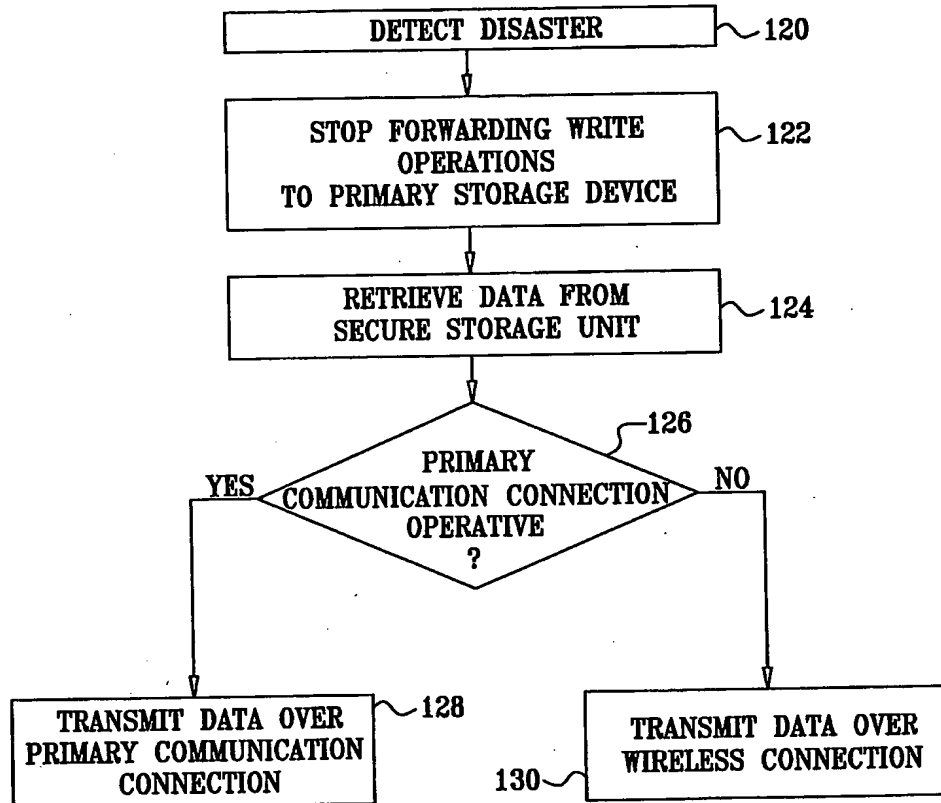 DETECT DISASTER
120
STOP FORWARDING WRITE
OPERATIONS
TO PRIMARY STORAGE DEVICE
122
RETRIEVE DATA FROM
SECURE STORAGE UNIT
124
126
PRIMARY
COMMUNICATION CONNECTION
OPERATIVE
?
YES
NO
TRANSMIT DATA OVER
PRIMARY COMMUNICATION
CONNECTION
128
TRANSMIT DATA OVER
WIRELESS CONNECTION
130